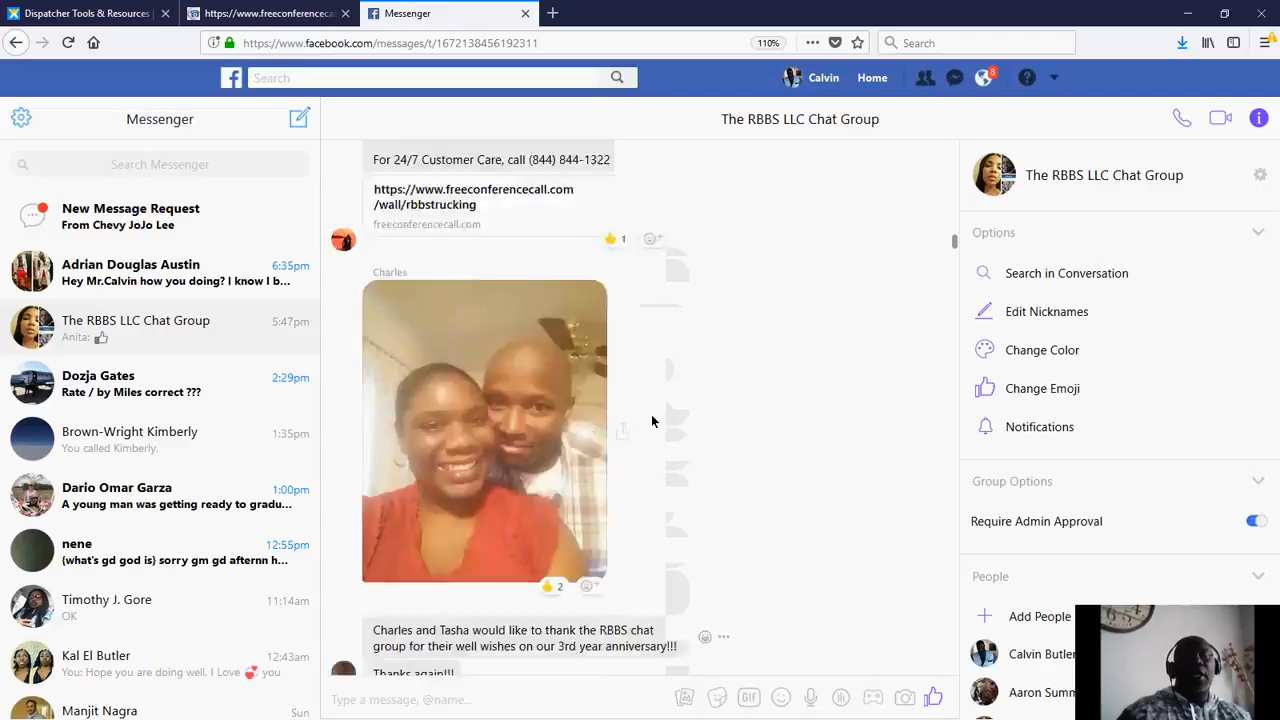 Dispatcher Tools & Resources |
https://www.freeconferencecal
Messenger
https://www.facebook.com/messages/t/1672138456192311
110%
Search
Search
Calvin
Home
8
Messenger
The RBBS LLC Chat Group
Search Messenger
New Message Request
From Chevy JoJo Lee
Adrian Douglas Austin
6:35pm
Hey Mr.Calvin how you doing? I know I b...
The RBBS LLC Chat Group
5:47pm
Anita:
Dozja Gates
2:29pm
Rate / by Miles correct ???
Brown-Wright Kimberly
1:35pm
You called Kimberly.
Dario Omar Garza
1:00pm
A young man was getting ready to gradu...
nene
12:55pm
(what's gd god is} sorry gm gd afternn h...
Timothy J. Gore
11:14am
OK
Kal El Butler
12:43am
You: Hope you are doing well. I Love 💞 you
Manjit Nagra
Sun
For 24/7 Customer Care, call (844) 844-1322
https://www.freeconferencecall.com
/wall/rbbstrucking
freeconferencecall.com
1
Charles
2
Charles and Tasha would like to thank the RBBS chat
group for their well wishes on our 3rd year anniversary!!!
Thanks again!!!
Type a message, @name...
GIF
The RBBS LLC Chat Group
Options
Search in Conversation
Edit Nicknames
Change Color
Change Emoji
Notifications
Group Options
Require Admin Approval
People
Add People
Calvin Butle
Aaron Summ